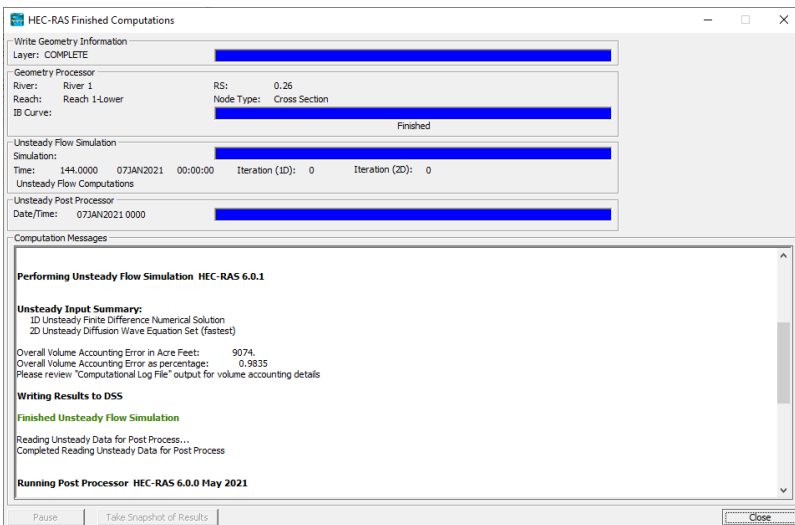 HEC-RAS Finished Computations
Write Geometry Information
Layer: COMPLETE
Geometry Processor
River: River 1 RS: 0.26
Reach: Reach 1-Lower Node Type: Cross Section
IB Curve:
Finished
Unsteady Flow Simulation
Simulation:
Time: 144.0000 07JAN2021 00:00:00 Iteration (1D): 0 Iteration (2D): 0
Unsteady Flow Computations
Unsteady Post Processor
Date/Time: 07JAN2021 0000
Computation Messages
Performing Unsteady Flow Simulation HEC-RAS 6.0.1
Unsteady Input Summary:
1D Unsteady Finite Difference Numerical Solution
2D Unsteady Diffusion Wave Equation Set (fastest)
Overall Volume Accounting Error in Acre Feet: 9074.
Overall Volume Accounting Error as percentage: 0.9835
Please review "Computational Log File" output for volume accounting details
Writing Results to DSS
Finished Unsteady Flow Simulation
Reading Unsteady Data for Post Process...
Completed Reading Unsteady Data for Post Process
Running Post Processor HEC-RAS 6.0.0 May 2021
Pause Take Snapshot of Results Close